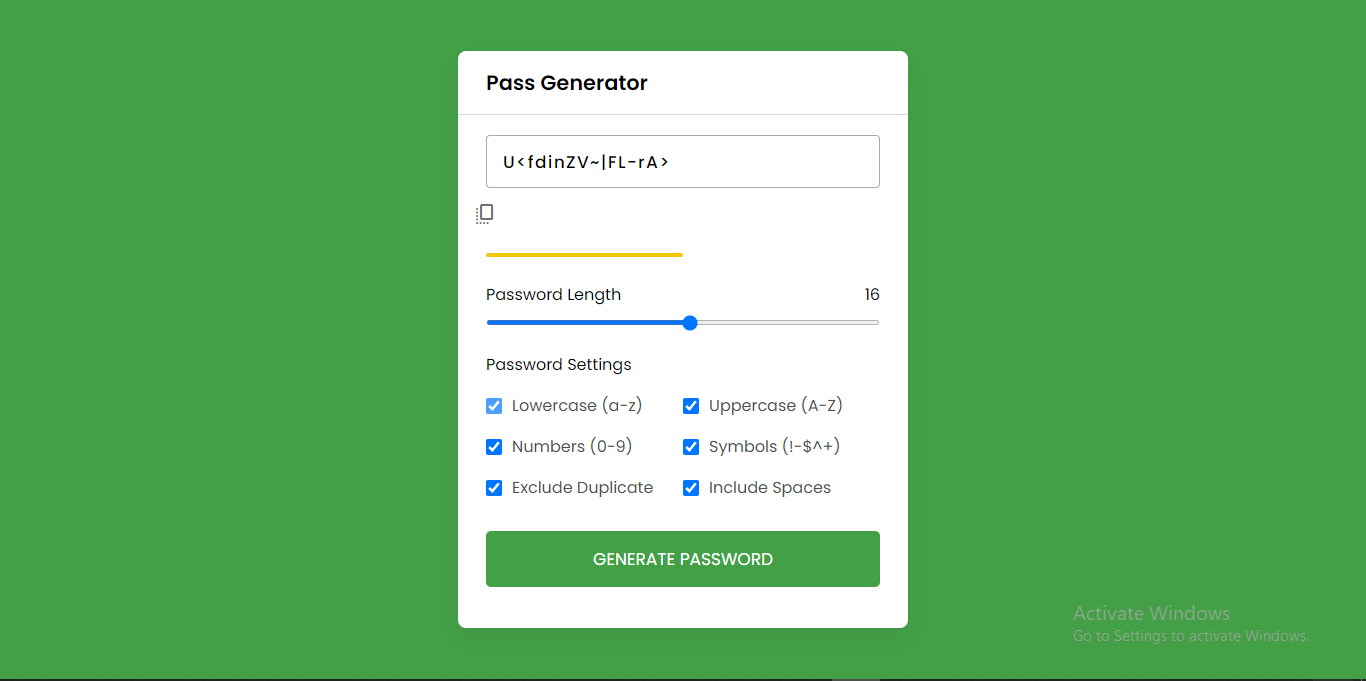 Pass Generator
U<fdinZV~|FL-rA>
Password Length 16
Password Settings
Lowercase (a-z) Uppercase (A-Z)
Numbers (0-9) Symbols (!-$^+)
Exclude Duplicate Include Spaces
GENERATE PASSWORD
Activate Windows
Go to Settings to activate Windows.